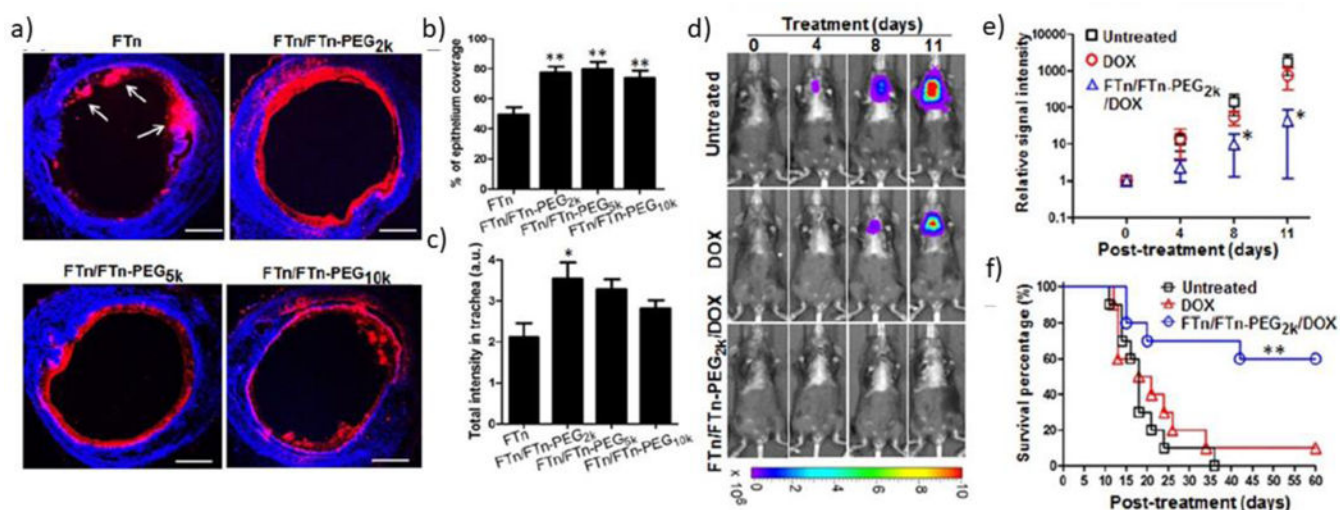 a)
FTn
FTn/FTn-PEG2k
FTn/FTn-PEG5k
FTn/FTn-PEG10k
b)
% of epithelium coverage
100
80
60
40
20
0
**
**
**
FTn
FTn/FTn-PEG2k
FTn/FTn-PEG5k
FTn/FTn-PEG10k
c)
Total intensity in trachea (a.u.)
4
3
2
1
0
*
FTn
FTn/FTn-PEG2k
FTn/FTn-PEG5k
FTn/FTn-PEG10k
d)
Treatment (days)
0 4 8 11
Untreated
DOX
FTn/FTn-PEG2k/DOX
x 10⁶
0 2 4 6 8 10
e)
Relative signal intensity
10000
1000
100
10
1
0.1
Untreated
DOX
FTn/FTn-PEG2k
/DOX
*
*
0 4 8 11
Post-treatment (days)
f)
Survival percentage (%)
100
80
60
40
20
0
Untreated
DOX
FTn/FTn-PEG2k/DOX
**
0 5 10 15 20 25 30 35 40 45 50 55 60
Post-treatment (days)